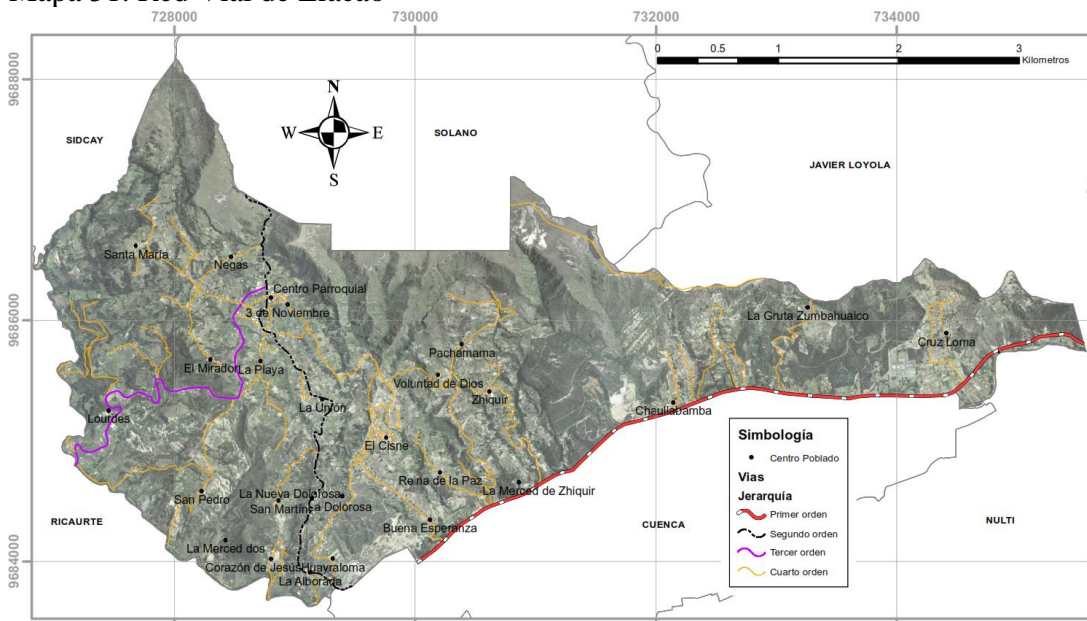 Mapa 31. Red Vial de Llacao
728000 730000 732000 734000
9688000
9686000
9684000
0 0.5 1 2 3
Kilometros
N
W E
S
SIDCAY
SOLANO
JAVIER LOYOLA
RICAURTE
CUENCA
NULTI
Santa María
Negas
Centro Parroquial
3 de Noviembre
La Gruta Zumbahuaico
Cruz Loma
Pachamama
El Mirador
La Playa
Voluntad de Dios
Zhiquir
La Unión
Chaullabamba
Lourdes
El Cisne
Reina de la Paz
La Merced de Zhiquir
San Pedro
La Nueva Dolorosa
San Martín
La Dolorosa
Buena Esperanza
La Merced dos
Corazón de Jesús
Huayraloma
La Alborada
Simbología
Centro Poblado
Vias
Jerarquía
Primer orden
Segundo orden
Tercer orden
Cuarto orden